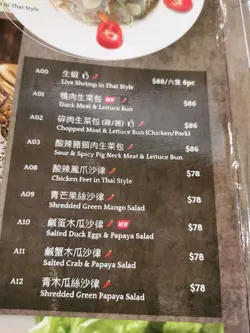 in Thai Style
A00 生蝦 $88/六隻 6pc
Live Shrimp in Thai Style
A01 鴨肉生菜包 NEW $86
Duck Meat & Lettuce Bun
A02 碎肉生菜包 (雞/豬) $86
Chopped Meat & Lettuce Bun (Chicken/Pork)
A03 酸辣豬頸肉生菜包 $86
Sour & Spicy Pig Neck Meat & Lettuce Bun
A08 酸辣鳳爪沙律 $78
Chicken Feet in Thai Style
A09 青芒果絲沙律 $78
Shredded Green Mango Salad
A10 鹹蛋木瓜沙律 NEW $78
Salted Duck Eggs & Papaya Salad
A11 鹹蟹木瓜沙律 $78
Salted Crab & Papaya Salad
A12 青木瓜絲沙律 $78
Shredded Green Papaya Salad